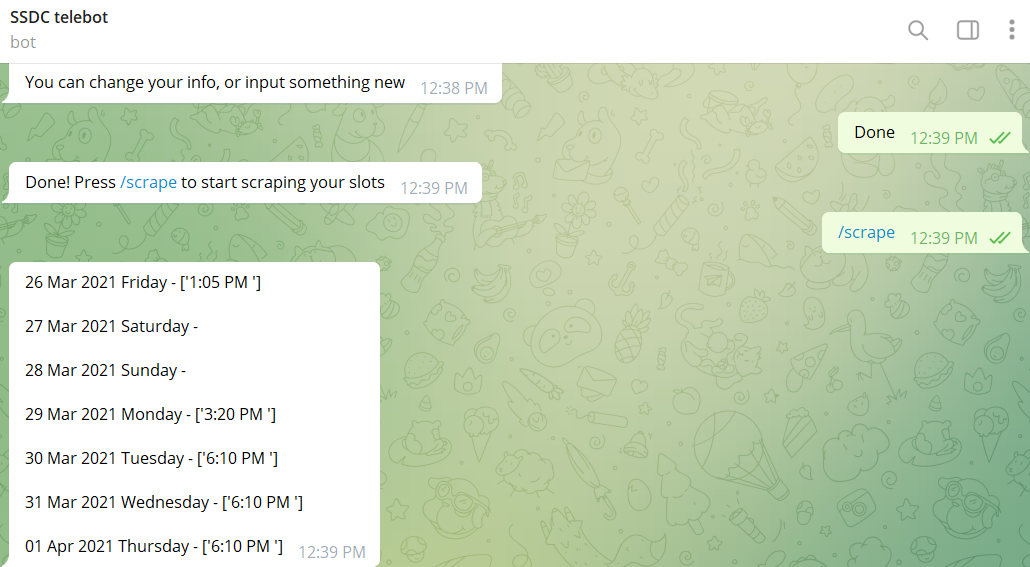 SSDC telebot
bot
You can change your info, or input something new 12:38 PM
Done 12:39 PM
Done! Press /scrape to start scraping your slots 12:39 PM
/scrape 12:39 PM
26 Mar 2021 Friday - ['1:05 PM ']
27 Mar 2021 Saturday -
28 Mar 2021 Sunday -
29 Mar 2021 Monday - ['3:20 PM ']
30 Mar 2021 Tuesday - ['6:10 PM ']
31 Mar 2021 Wednesday - ['6:10 PM ']
01 Apr 2021 Thursday - ['6:10 PM '] 12:39 PM